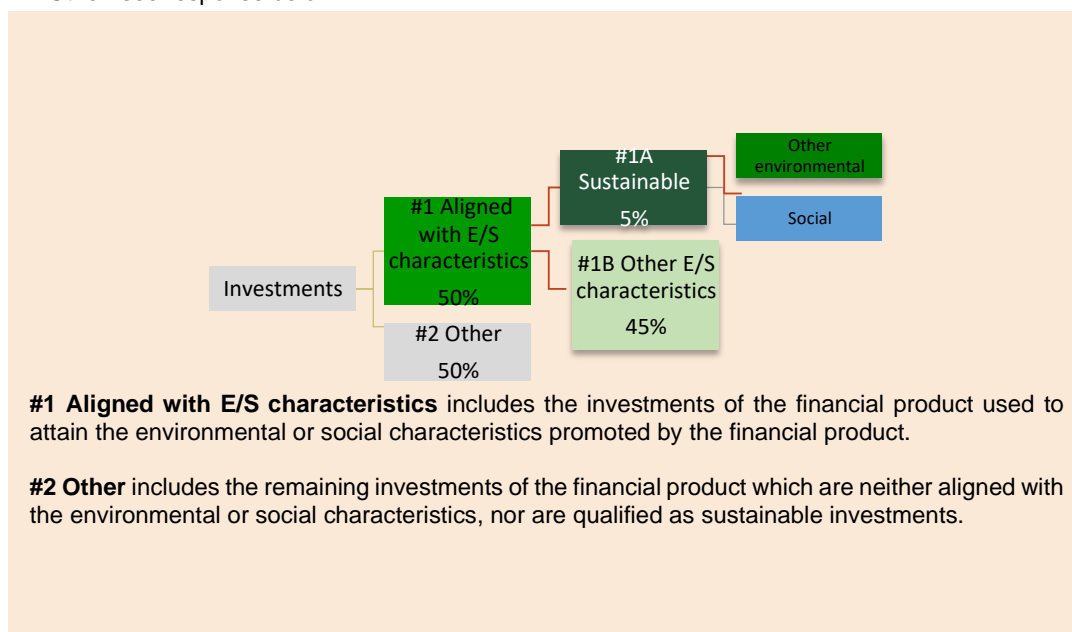 #1A
Sustainable
5%
Other
environmental
Social
#1 Aligned
with E/S
characteristics
50%
#1B Other E/S
characteristics
45%
Investments
#2 Other
50%
#1 Aligned with E/S characteristics includes the investments of the financial product used to
attain the environmental or social characteristics promoted by the financial product.
#2 Other includes the remaining investments of the financial product which are neither aligned with
the environmental or social characteristics, nor are qualified as sustainable investments.